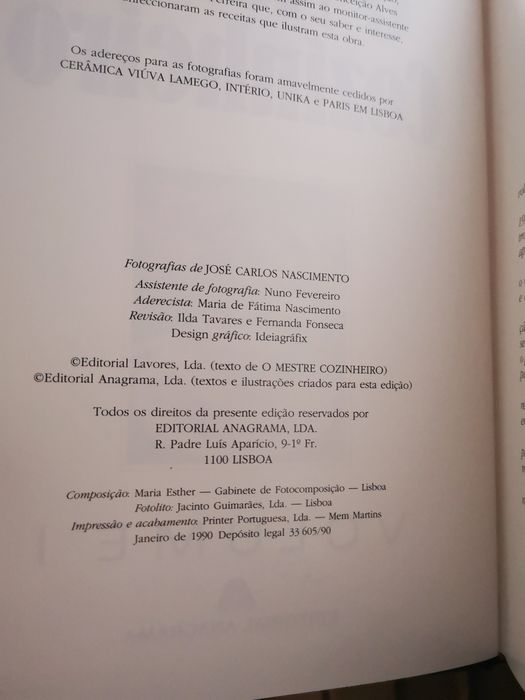 assim ao monitor-assistente
que, com o seu saber e interesse,
as receitas que ilustram esta obra.
Os adereços para as fotografias foram amavelmente cedidos por
CERÂMICA VIÚVA LAMEGO, INTÉRIO, UNIKA e PARIS EM LISBOA
Fotografias de JOSÉ CARLOS NASCIMENTO
Assistente de fotografia: Nuno Fevereiro
Aderecista: Maria de Fátima Nascimento
Revisão: Ilda Tavares e Fernanda Fonseca
Design gráfico: Ideiagráfix
©Editorial Lavores, Lda. (texto de O MESTRE COZINHEIRO)
©Editorial Anagrama, Lda. (textos e ilustrações criados para esta edição)
Todos os direitos da presente edição reservados por
EDITORIAL ANAGRAMA, LDA.
R. Padre Luís Aparício, 9-1º Fr.
1100 LISBOA
Composição: Maria Esther — Gabinete de Fotocomposição — Lisboa
Fotolito: Jacinto Guimarães, Lda. — Lisboa
Impressão e acabamento: Printer Portuguesa, Lda. — Mem Martins
Janeiro de 1990 Depósito legal 33 605/90